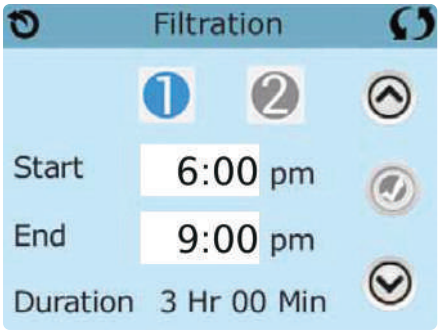 Filtration
1 2
Start 6:00 pm
End 9:00 pm
Duration 3 Hr 00 Min